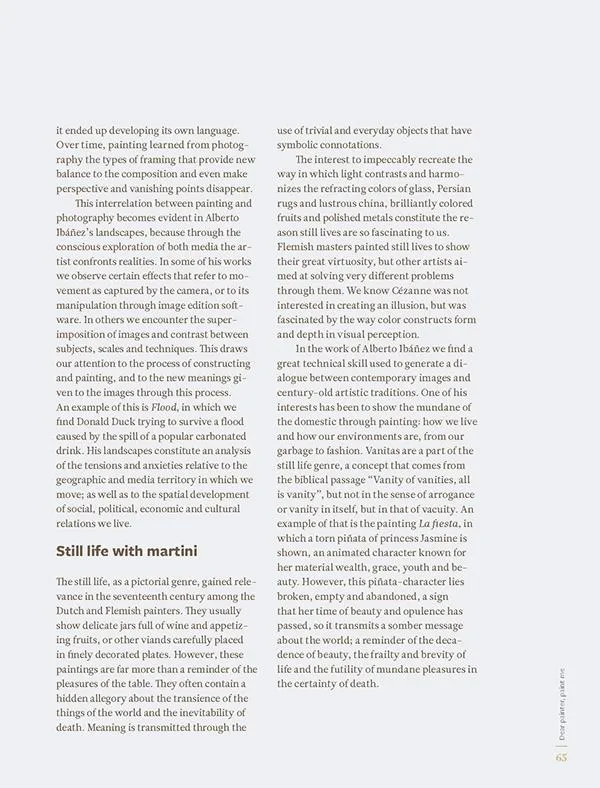 it ended up developing its own language.
Over time, painting learned from photog-
raphy the types of framing that provide new
balance to the composition and even make
perspective and vanishing points disappear.
This interrelation between painting and
photography becomes evident in Alberto
Ibáñez's landscapes, because through the
conscious exploration of both media the ar-
tist confronts realities. In some of his works
we observe certain effects that refer to mo-
vement as captured by the camera, or to its
manipulation through image edition soft-
ware. In others we encounter the super-
imposition of images and contrast between
subjects, scales and techniques. This draws
our attention to the process of constructing
and painting, and to the new meanings gi-
ven to the images through this process.
An example of this is Flood, in which we
find Donald Duck trying to survive a flood
caused by the spill of a popular carbonated
drink. His landscapes constitute an analysis
of the tensions and anxieties relative to the
geographic and media territory in which we
move; as well as to the spatial development
of social, political, economic and cultural
relations we live.
Still life with martini
The still life, as a pictorial genre, gained rele-
vance in the seventeenth century among the
Dutch and Flemish painters. They usually
show delicate jars full of wine and appetiz-
ing fruits, or other viands carefully placed
in finely decorated plates. However, these
paintings are far more than a reminder of the
pleasures of the table. They often contain a
hidden allegory about the transience of the
things of the world and the inevitability of
death. Meaning is transmitted through the
use of trivial and everyday objects that have
symbolic connotations.
The interest to impeccably recreate the
way in which light contrasts and harmo-
nizes the refracting colors of glass, Persian
rugs and lustrous china, brilliantly colored
fruits and polished metals constitute the re-
ason still lives are so fascinating to us.
Flemish masters painted still lives to show
their great virtuosity, but other artists ai-
med at solving very different problems
through them. We know Cézanne was not
interested in creating an illusion, but was
fascinated by the way color constructs form
and depth in visual perception.
In the work of Alberto Ibáñez we find a
great technical skill used to generate a di-
alogue between contemporary images and
century-old artistic traditions. One of his
interests has been to show the mundane of
the domestic through painting: how we live
and how our environments are, from our
garbage to fashion. Vanitas are a part of the
still life genre, a concept that comes from
the biblical passage “Vanity of vanities, all
is vanity”, but not in the sense of arrogance
or vanity in itself, but in that of vacuity. An
example of that is the painting La fiesta, in
which a torn piñata of princess Jasmine is
shown, an animated character known for
her material wealth, grace, youth and be-
auty. However, this piñata-character lies
broken, empty and abandoned, a sign
that her time of beauty and opulence has
passed, so it transmits a somber message
about the world; a reminder of the deca-
dence of beauty, the frailty and brevity of
life and the futility of mundane pleasures in
the certainty of death.
Dear painter, paint me
65